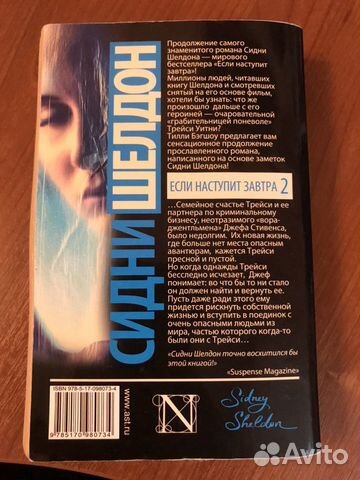 Продолжение самого
знаменитого романа Сидни
Шелдона — мирового
бестселлера «Если наступит
завтра»!
Миллионы людей, читавших
книгу Шелдона и смотревших
снятый на его основе фильм,
хотели бы узнать: что же
произошло дальше с его
героиней — очаровательной
«грабительницей поневоле»
Трейси Уитни?
Тилли Бэгшоу предлагает вам
сенсационное продолжение
прославленного романа,
написанного на основе заметок
Сидни Шелдона!
СИДНИ ШЕЛДОН
ЕСЛИ НАСТУПИТ ЗАВТРА 2
…Семейное счастье Трейси и ее
партнера по криминальному
бизнесу, неотразимого «вора-
джентльмена» Джефа Стивенса,
было недолгим. Их новая жизнь,
где больше нет места опасным
авантюрам, кажется Трейси
пресной и пустой.
Но когда однажды Трейси
бесследно исчезает, Джеф
понимает: во что бы то ни стало
он должен найти и вернуть ее.
Пусть даже ради этого ему
придется рискнуть собственной
жизнью и вступить в поединок с
очень опасными людьми из
мира, частью которого когда-то
были они с Трейси…
«Сидни Шелдон точно восхитился бы
этой книгой!»
«Suspense Magazine»
ISBN 978-5-17-098073-4
9 785170 980734
www.ast.ru
N
Sidney
Sheldon
Avito